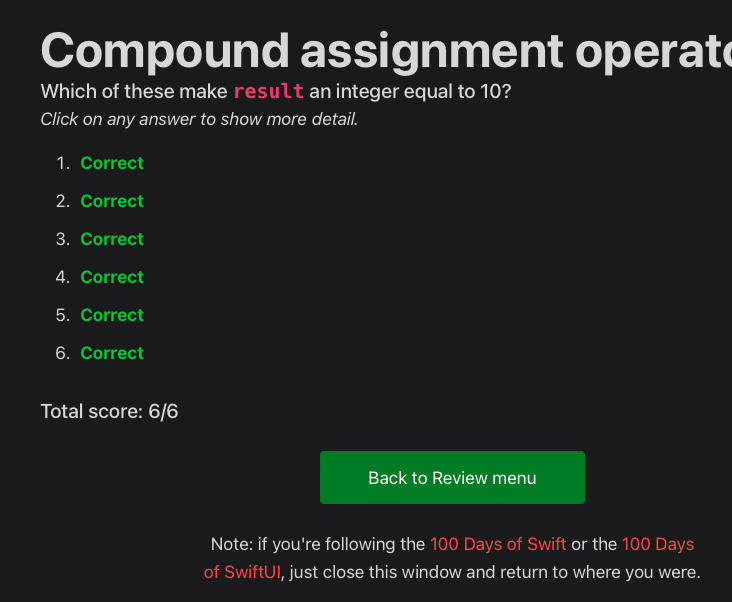 Compound assignment operato
Which of these make result an integer equal to 10?
Click on any answer to show more detail.
1. Correct
2. Correct
3. Correct
4. Correct
5. Correct
6. Correct
Total score: 6/6
Back to Review menu
Note: if you're following the 100 Days of Swift or the 100 Days
of SwiftUI, just close this window and return to where you were.